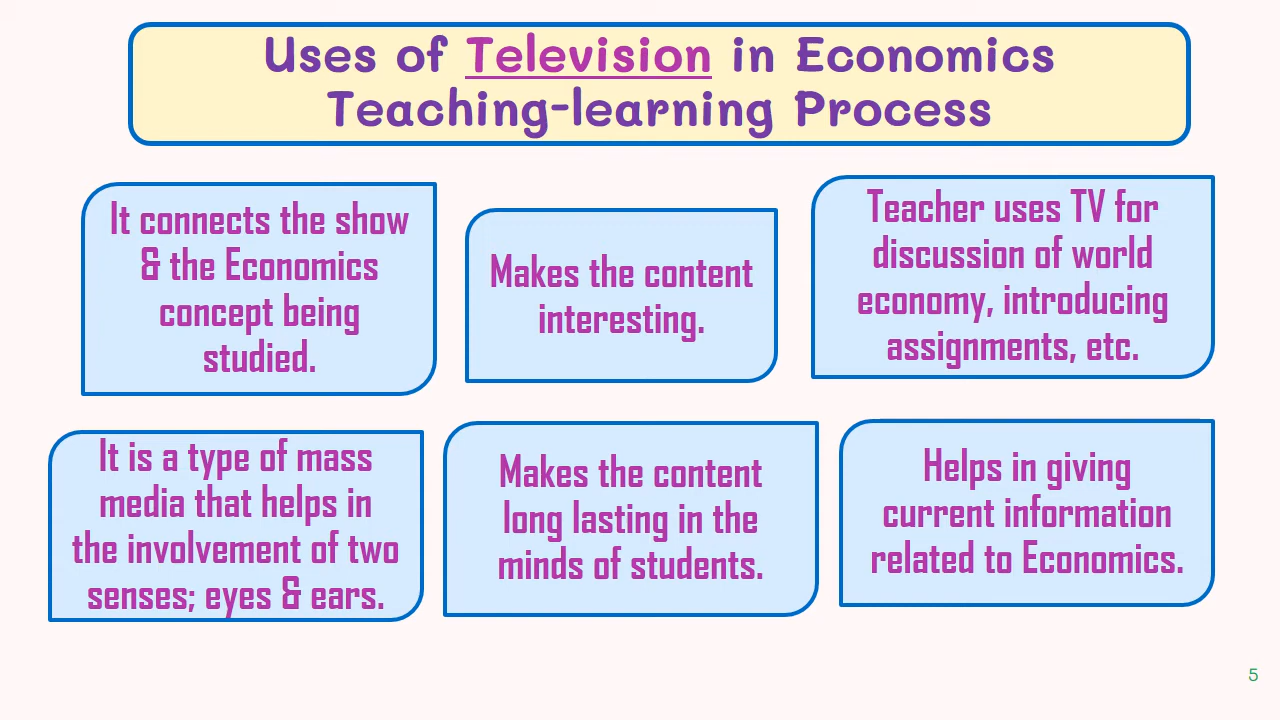 Uses of Television in Economics
Teaching-learning Process
It connects the show
& the Economics
concept being
studied.
Makes the content
interesting.
Teacher uses TV for
discussion of world
economy, introducing
assignments, etc.
It is a type of mass
media that helps in
the involvement of two
senses; eyes & ears.
Makes the content
long lasting in the
minds of students.
Helps in giving
current information
related to Economics.
5